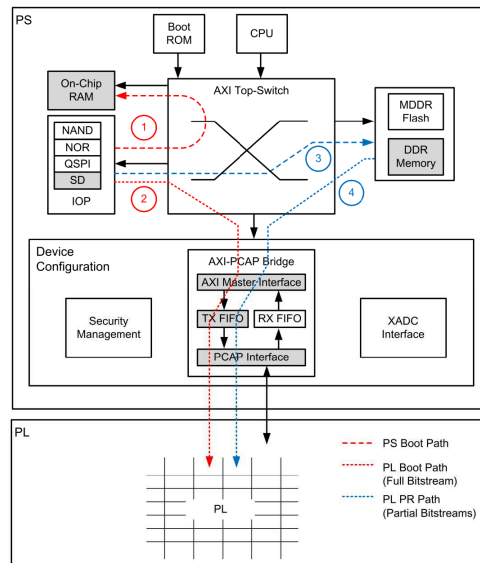 PS
Boot
ROM
CPU
On-Chip
RAM
AXI Top-Switch
MDDR
Flash
DDR
Memory
NAND
NOR
QSPI
SD
IOP
1
2
3
4
Device
Configuration
AXI-PCAP Bridge
AXI Master Interface
TX FIFO
RX FIFO
PCAP Interface
Security
Management
XADC
Interface
PL
PL
PS Boot Path
PL Boot Path
(Full Bitstream)
PL PR Path
(Partial Bitstreams)